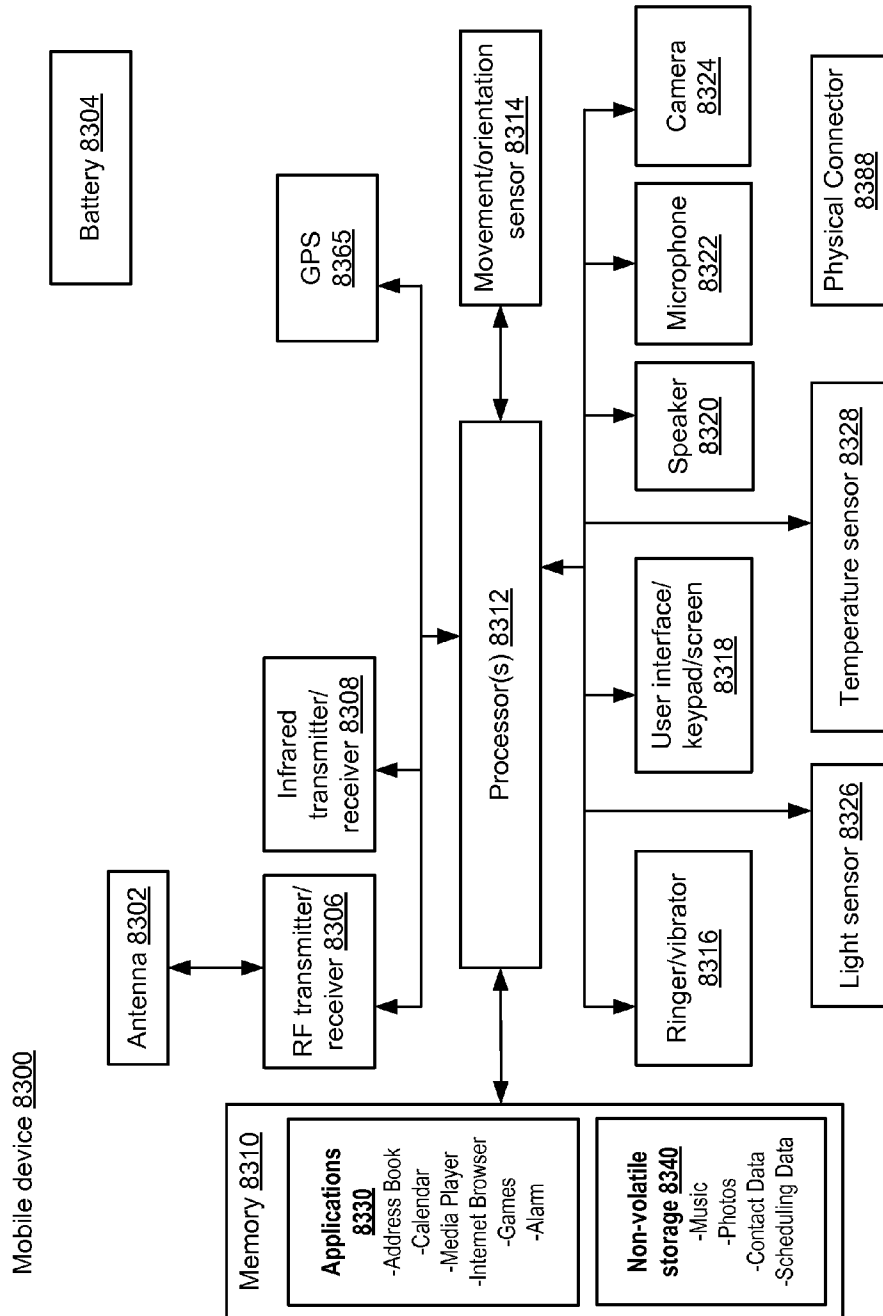 Mobile device 8300
Antenna 8302
Battery 8304
RF transmitter/
receiver 8306
Infrared
transmitter/
receiver 8308
GPS
8365
Memory 8310
Applications
8330
-Address Book
-Calendar
-Media Player
-Internet Browser
-Games
-Alarm
Non-volatile
storage 8340
-Music
-Photos
-Contact Data
-Scheduling Data
Processor(s) 8312
Movement/orientation
sensor 8314
Ringer/vibrator
8316
User interface/
keypad/screen
8318
Speaker
8320
Microphone
8322
Camera
8324
Light sensor 8326
Temperature sensor 8328
Physical Connector
8388